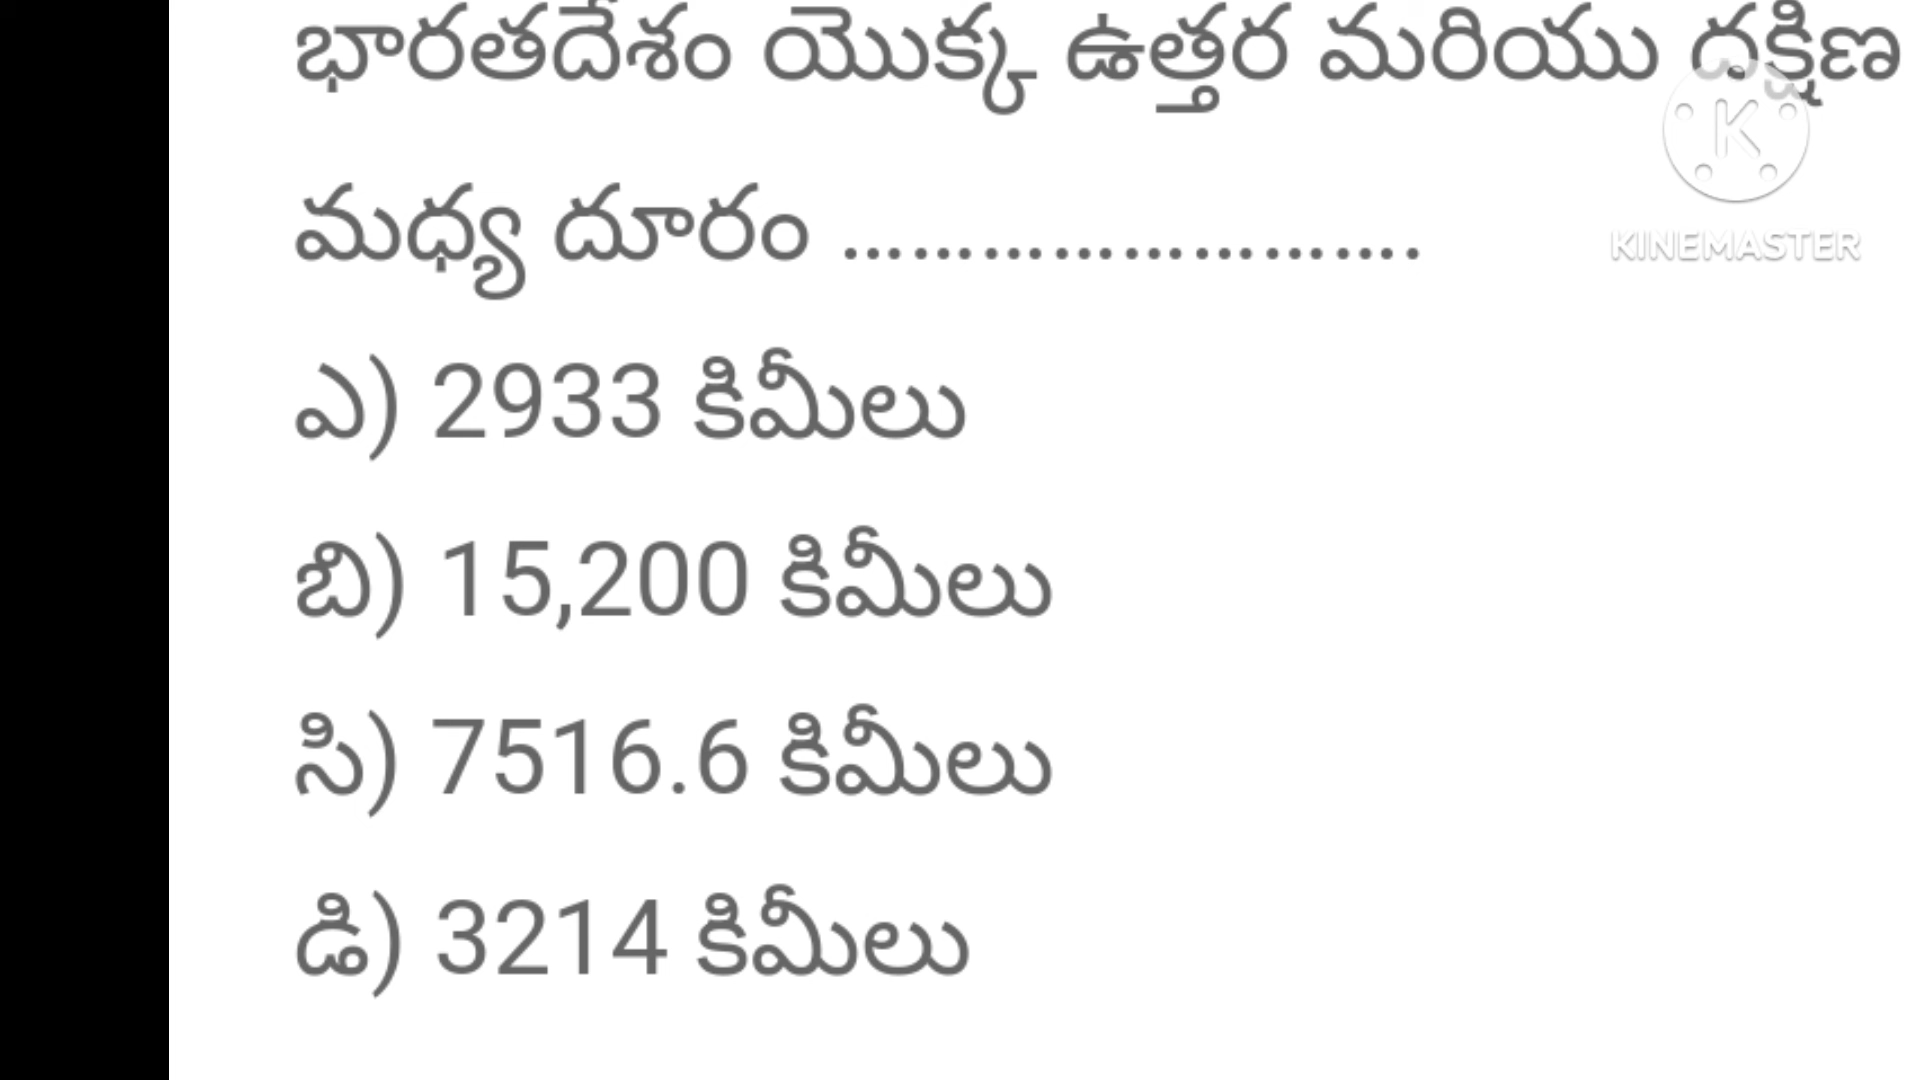 భారతదేశం యొక్క ఉత్తర మరియు దక్షిణ
మధ్య దూరం ........................
KINEMASTER
ఎ) 2933 కిమీలు
బి) 15,200 కిమీలు
సి) 7516.6 కిమీలు
డి) 3214 కిమీలు